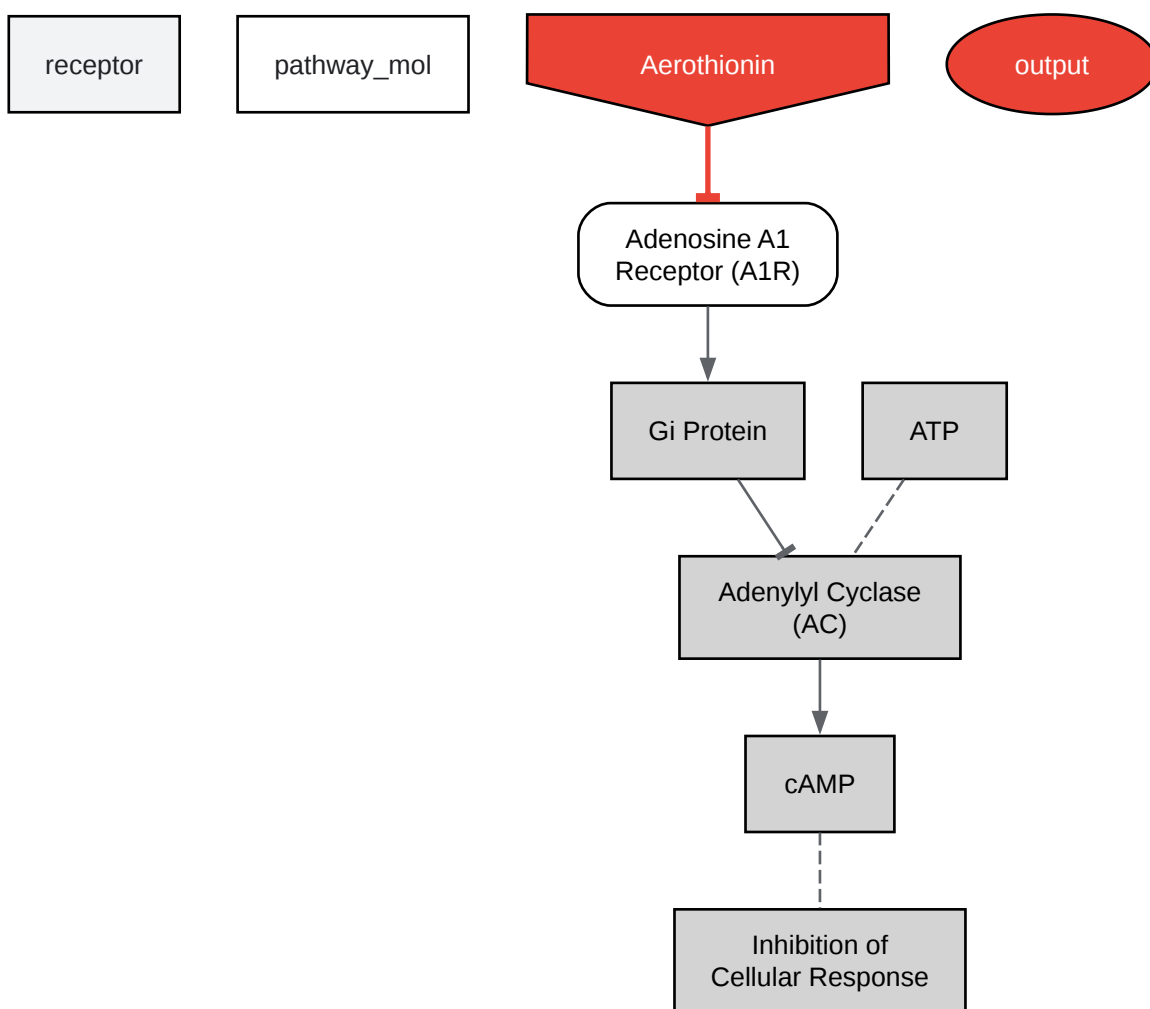 receptor
pathway_mol
Aerothionin
output
Adenosine A1
Receptor (A1R)
Gi Protein
ATP
Adenylyl Cyclase
(AC)
cAMP
Inhibition of
Cellular Response